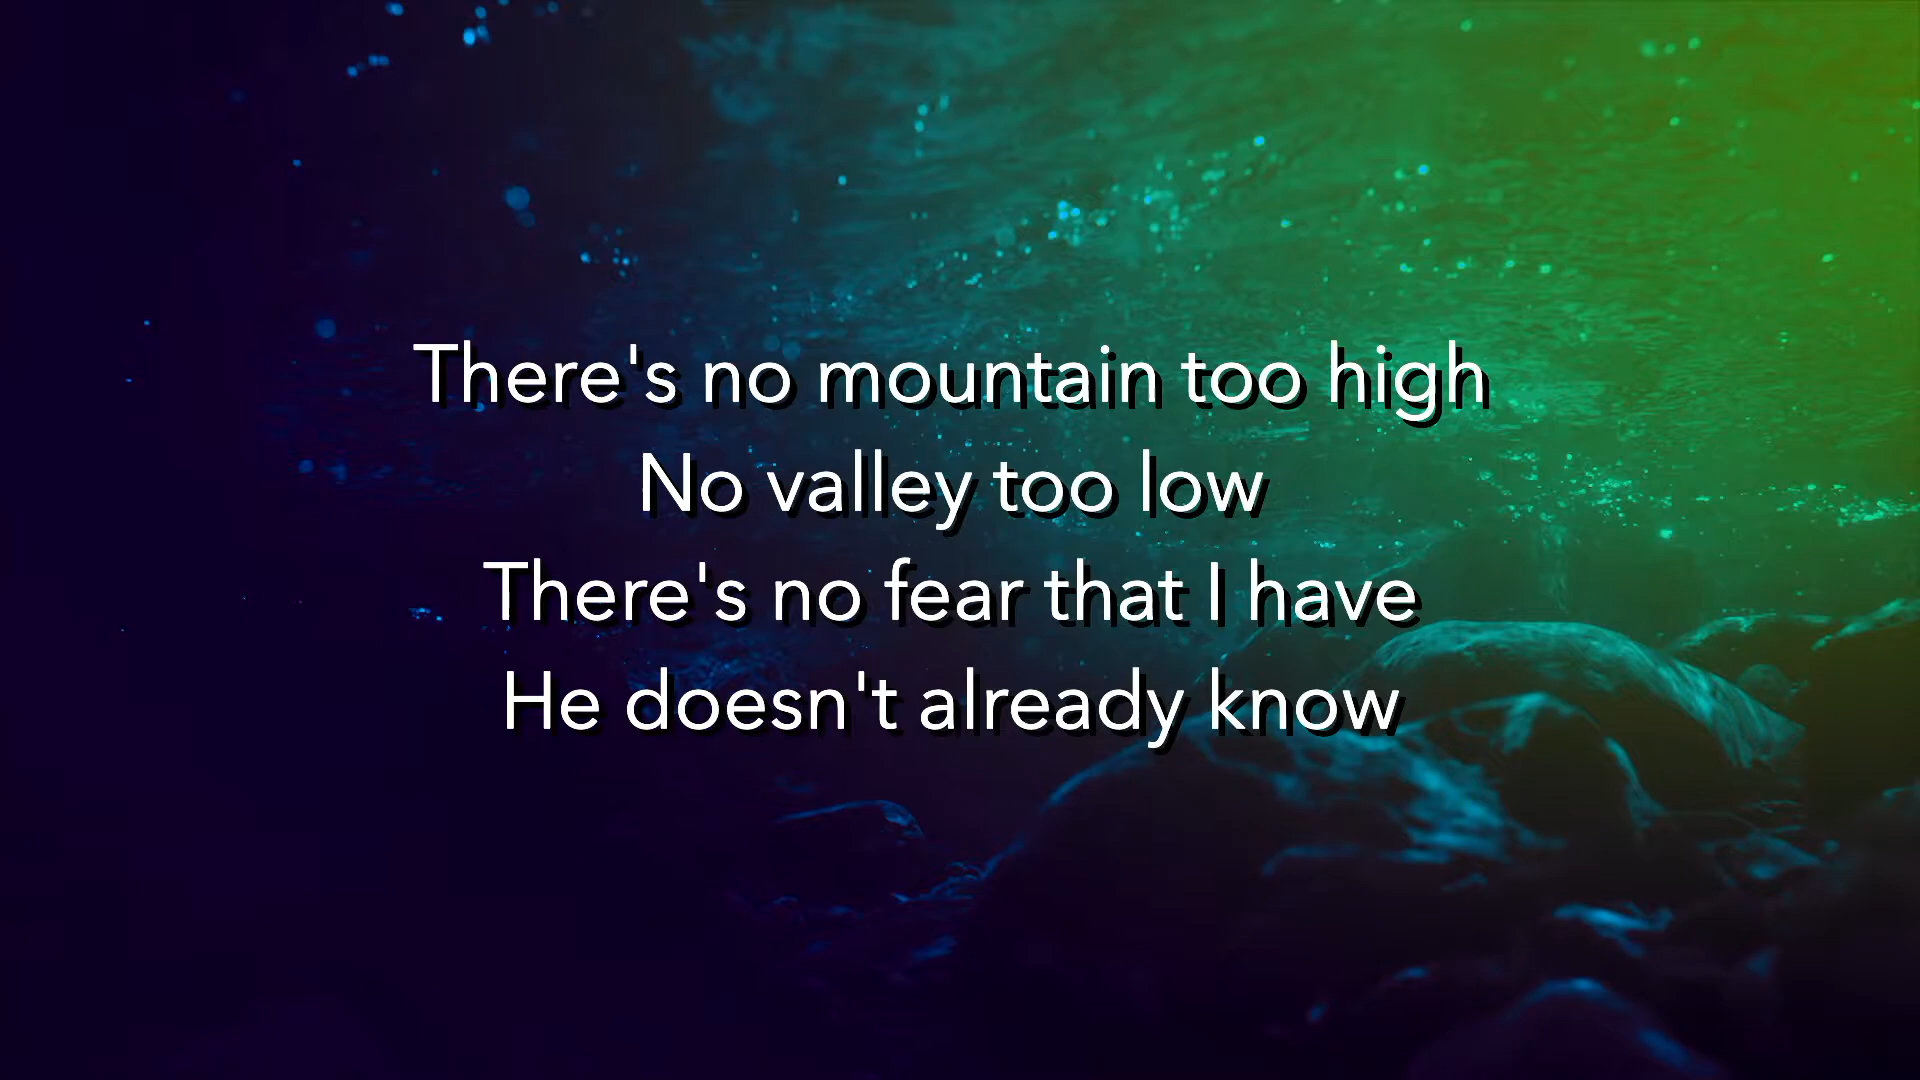 There's no mountain too high
No valley too low
There's no fear that I have
He doesn't already know